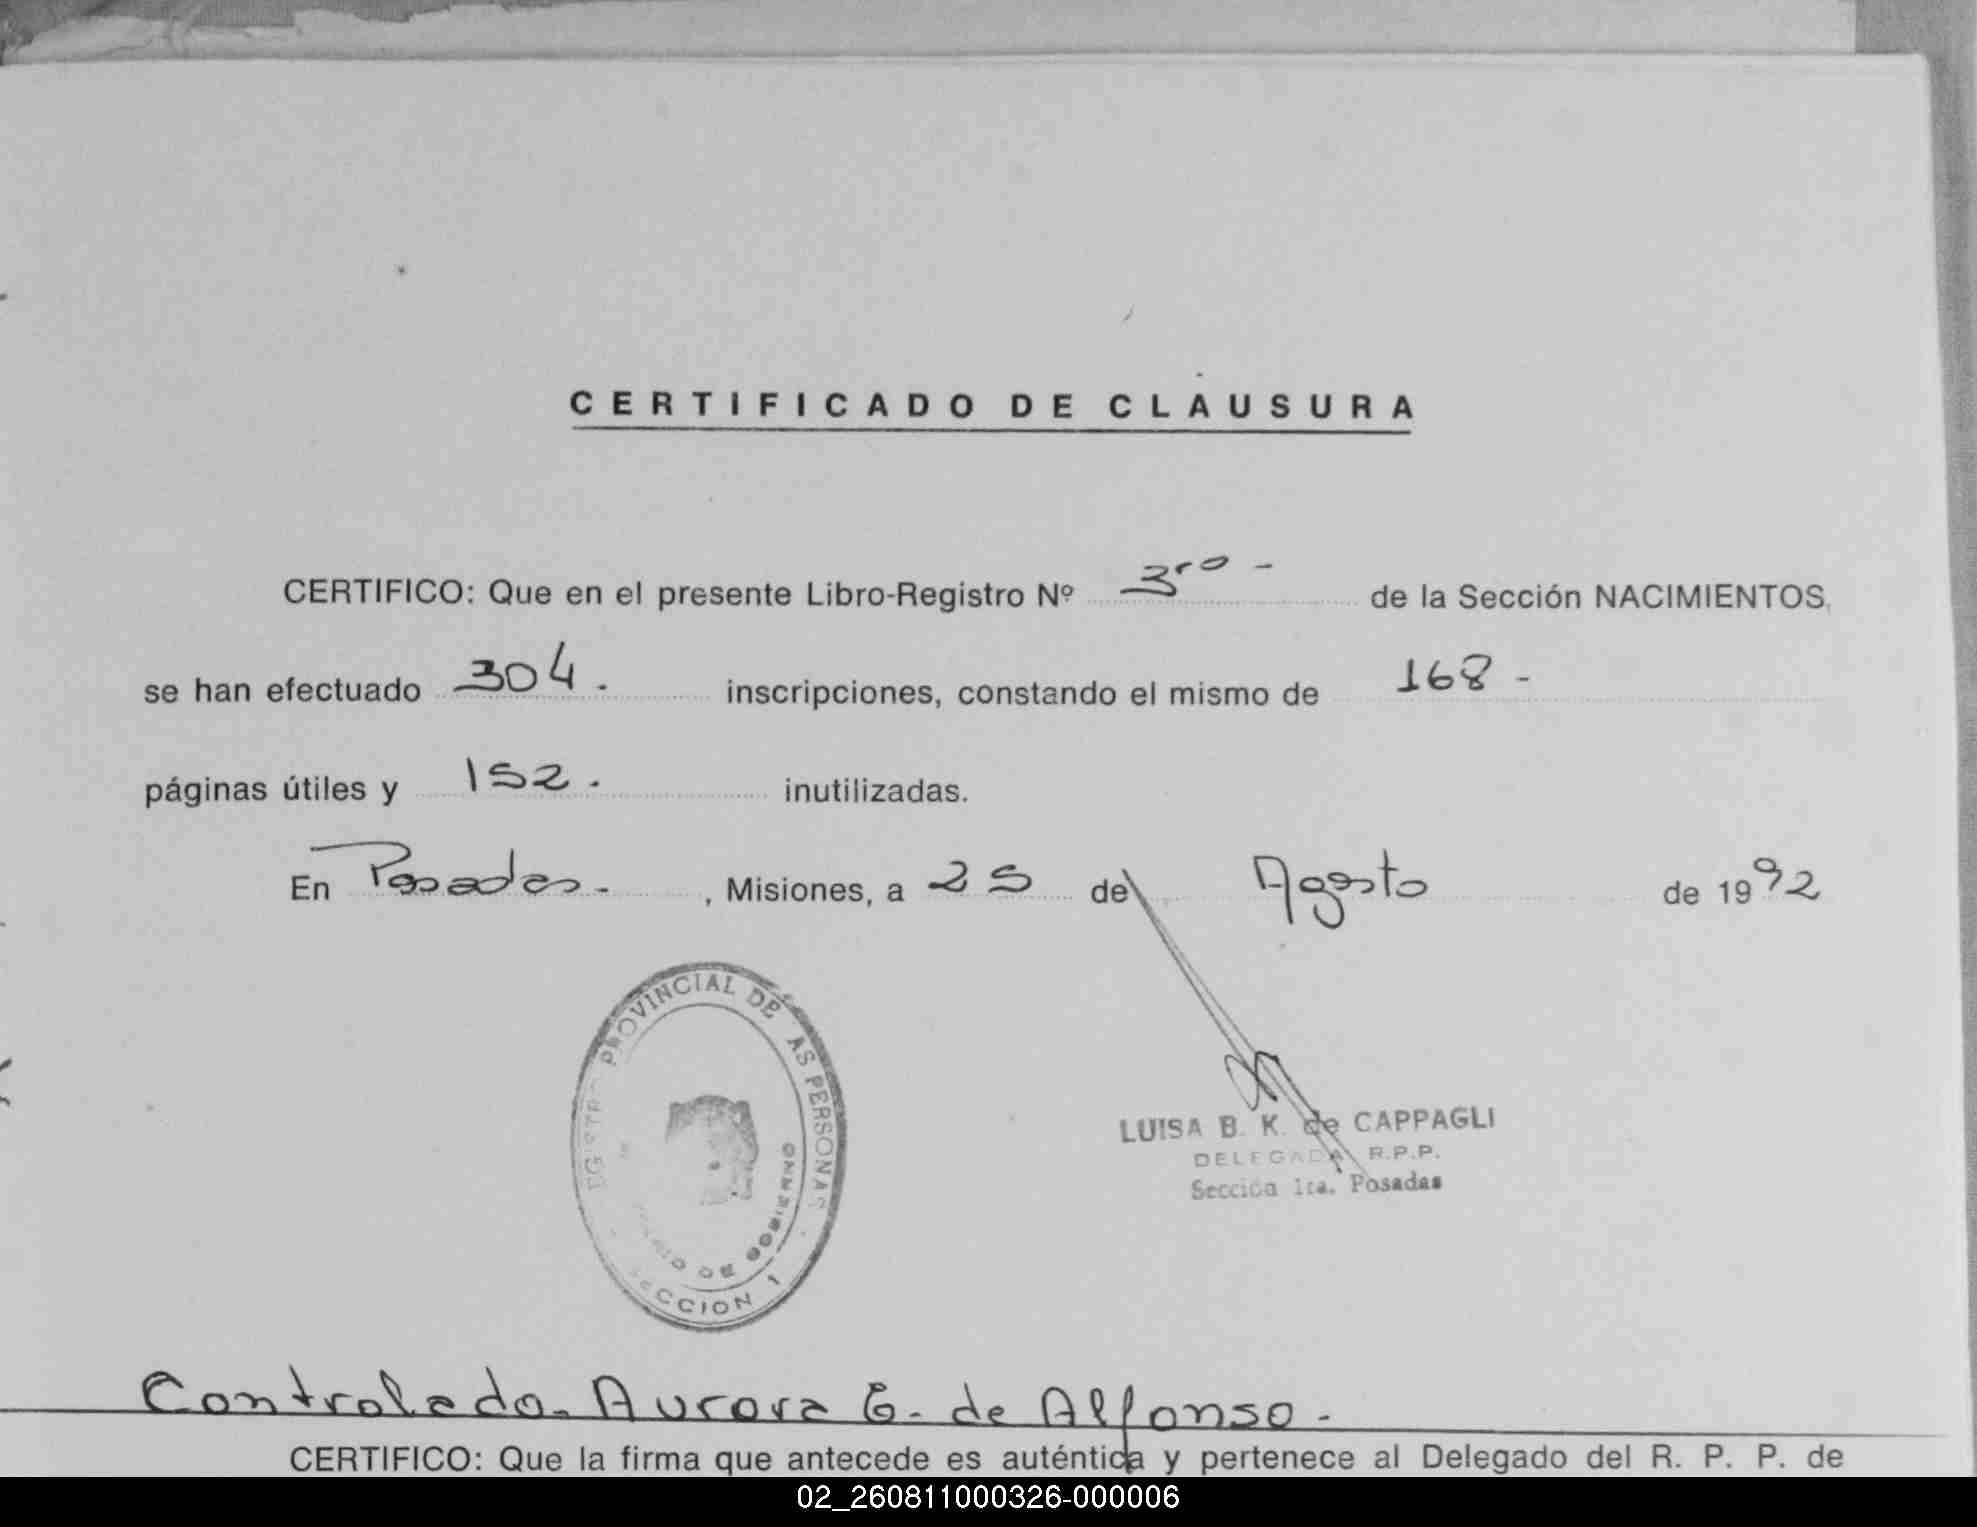 CERTIFICADO DE CLAUSURA
CERTIFICO: Que en el presente Libro-Registro Nº 3ro - de la Sección NACIMIENTOS,
se han efectuado 304. inscripciones, constando el mismo de 168 -
páginas útiles y 152. inutilizadas.
En Posadas. , Misiones, a 25 de Agosto de 1992
PROVINCIAL DE AS PERSONAS
DE GOBIERNO
CCION 1
LUISA B. K. de CAPPAGLI
DELEGADA R.P.P.
Sección 1ra. Posadas
Controlado. Aurora G. de Alfonso.-
CERTIFICO: Que la firma que antecede es auténtica y pertenece al Delegado del R. P. P. de
02_260811000326-000006